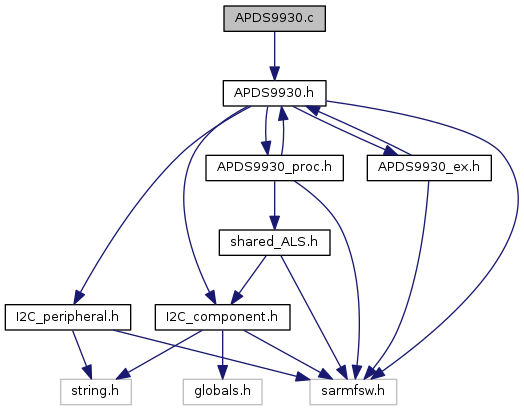 APDS9930.c
APDS9930.h
APDS9930_proc.h
APDS9930_ex.h
shared_ALS.h
I2C_peripheral.h
I2C_component.h
string.h
globals.h
sarmfsw.h